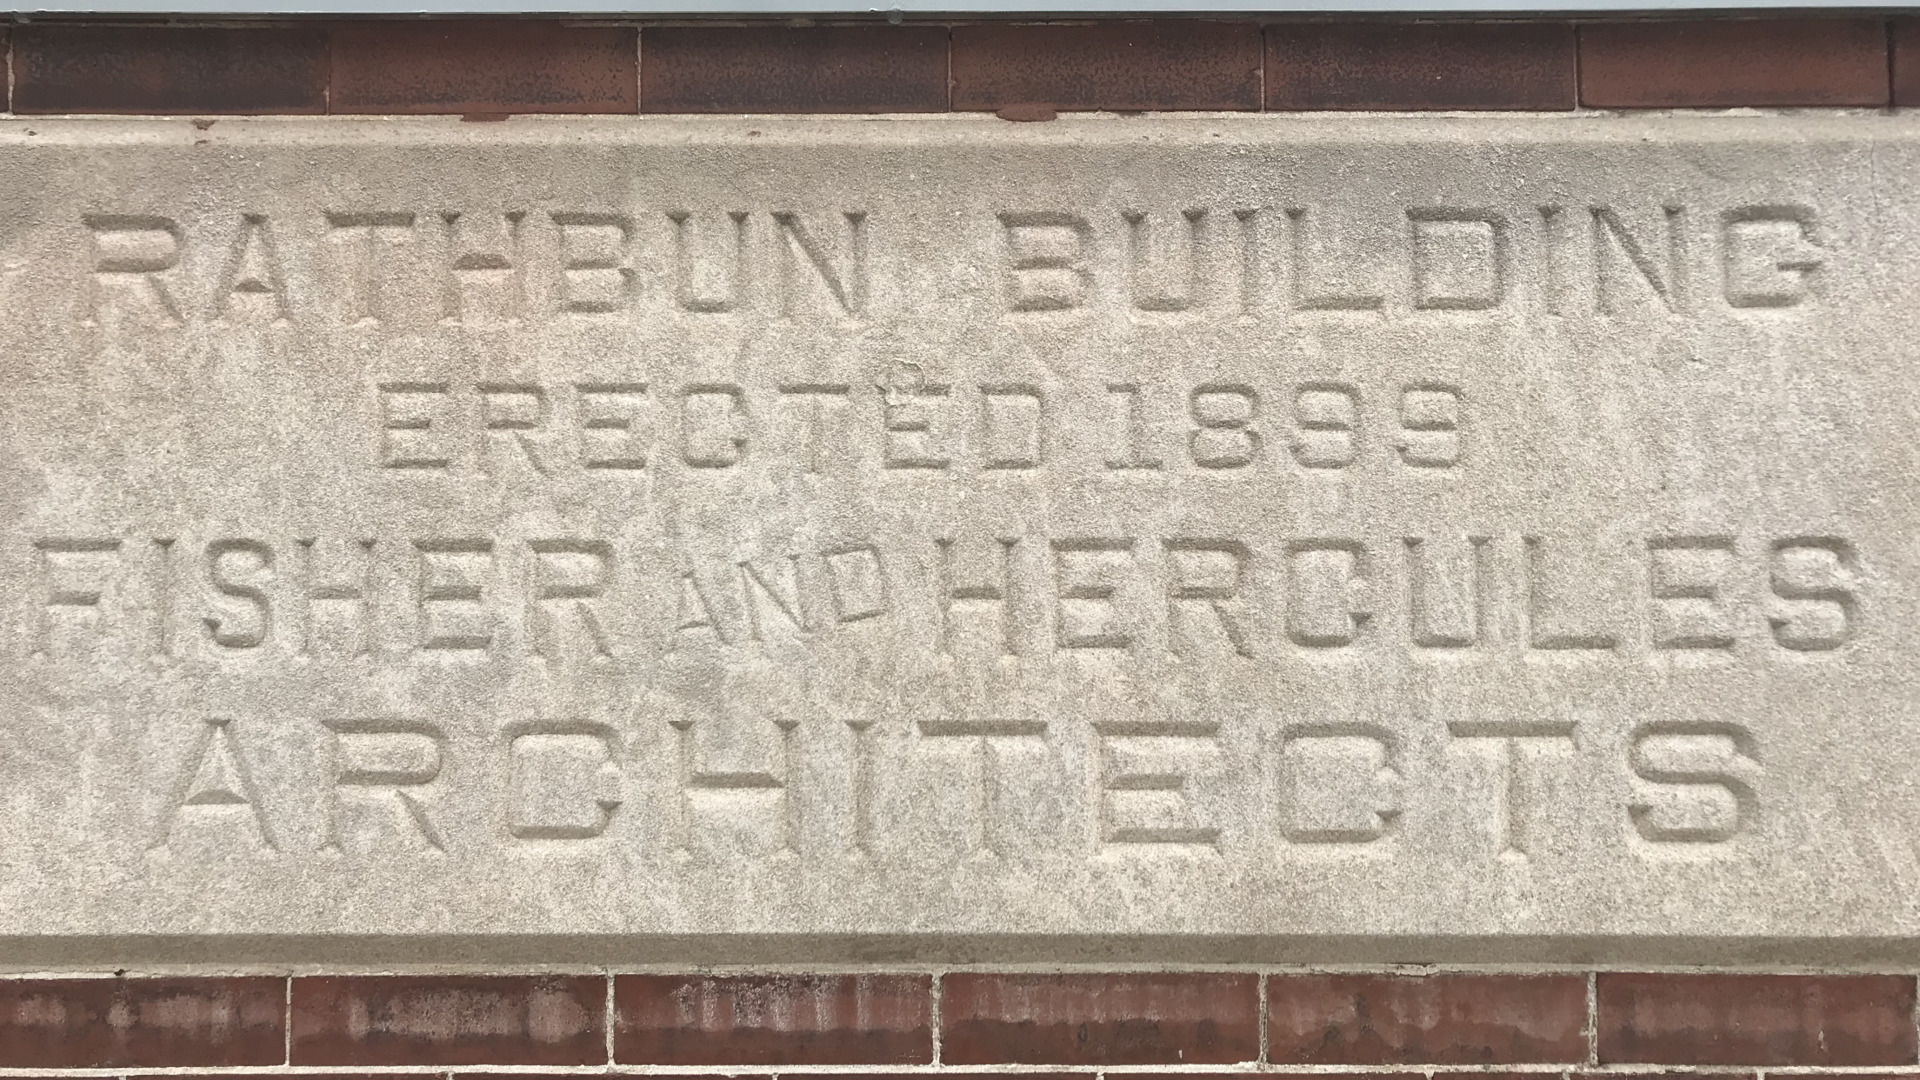 RATHBUN BUILDING
ERECTED 1899
FISHER AND HERCULES
ARCHITECTS